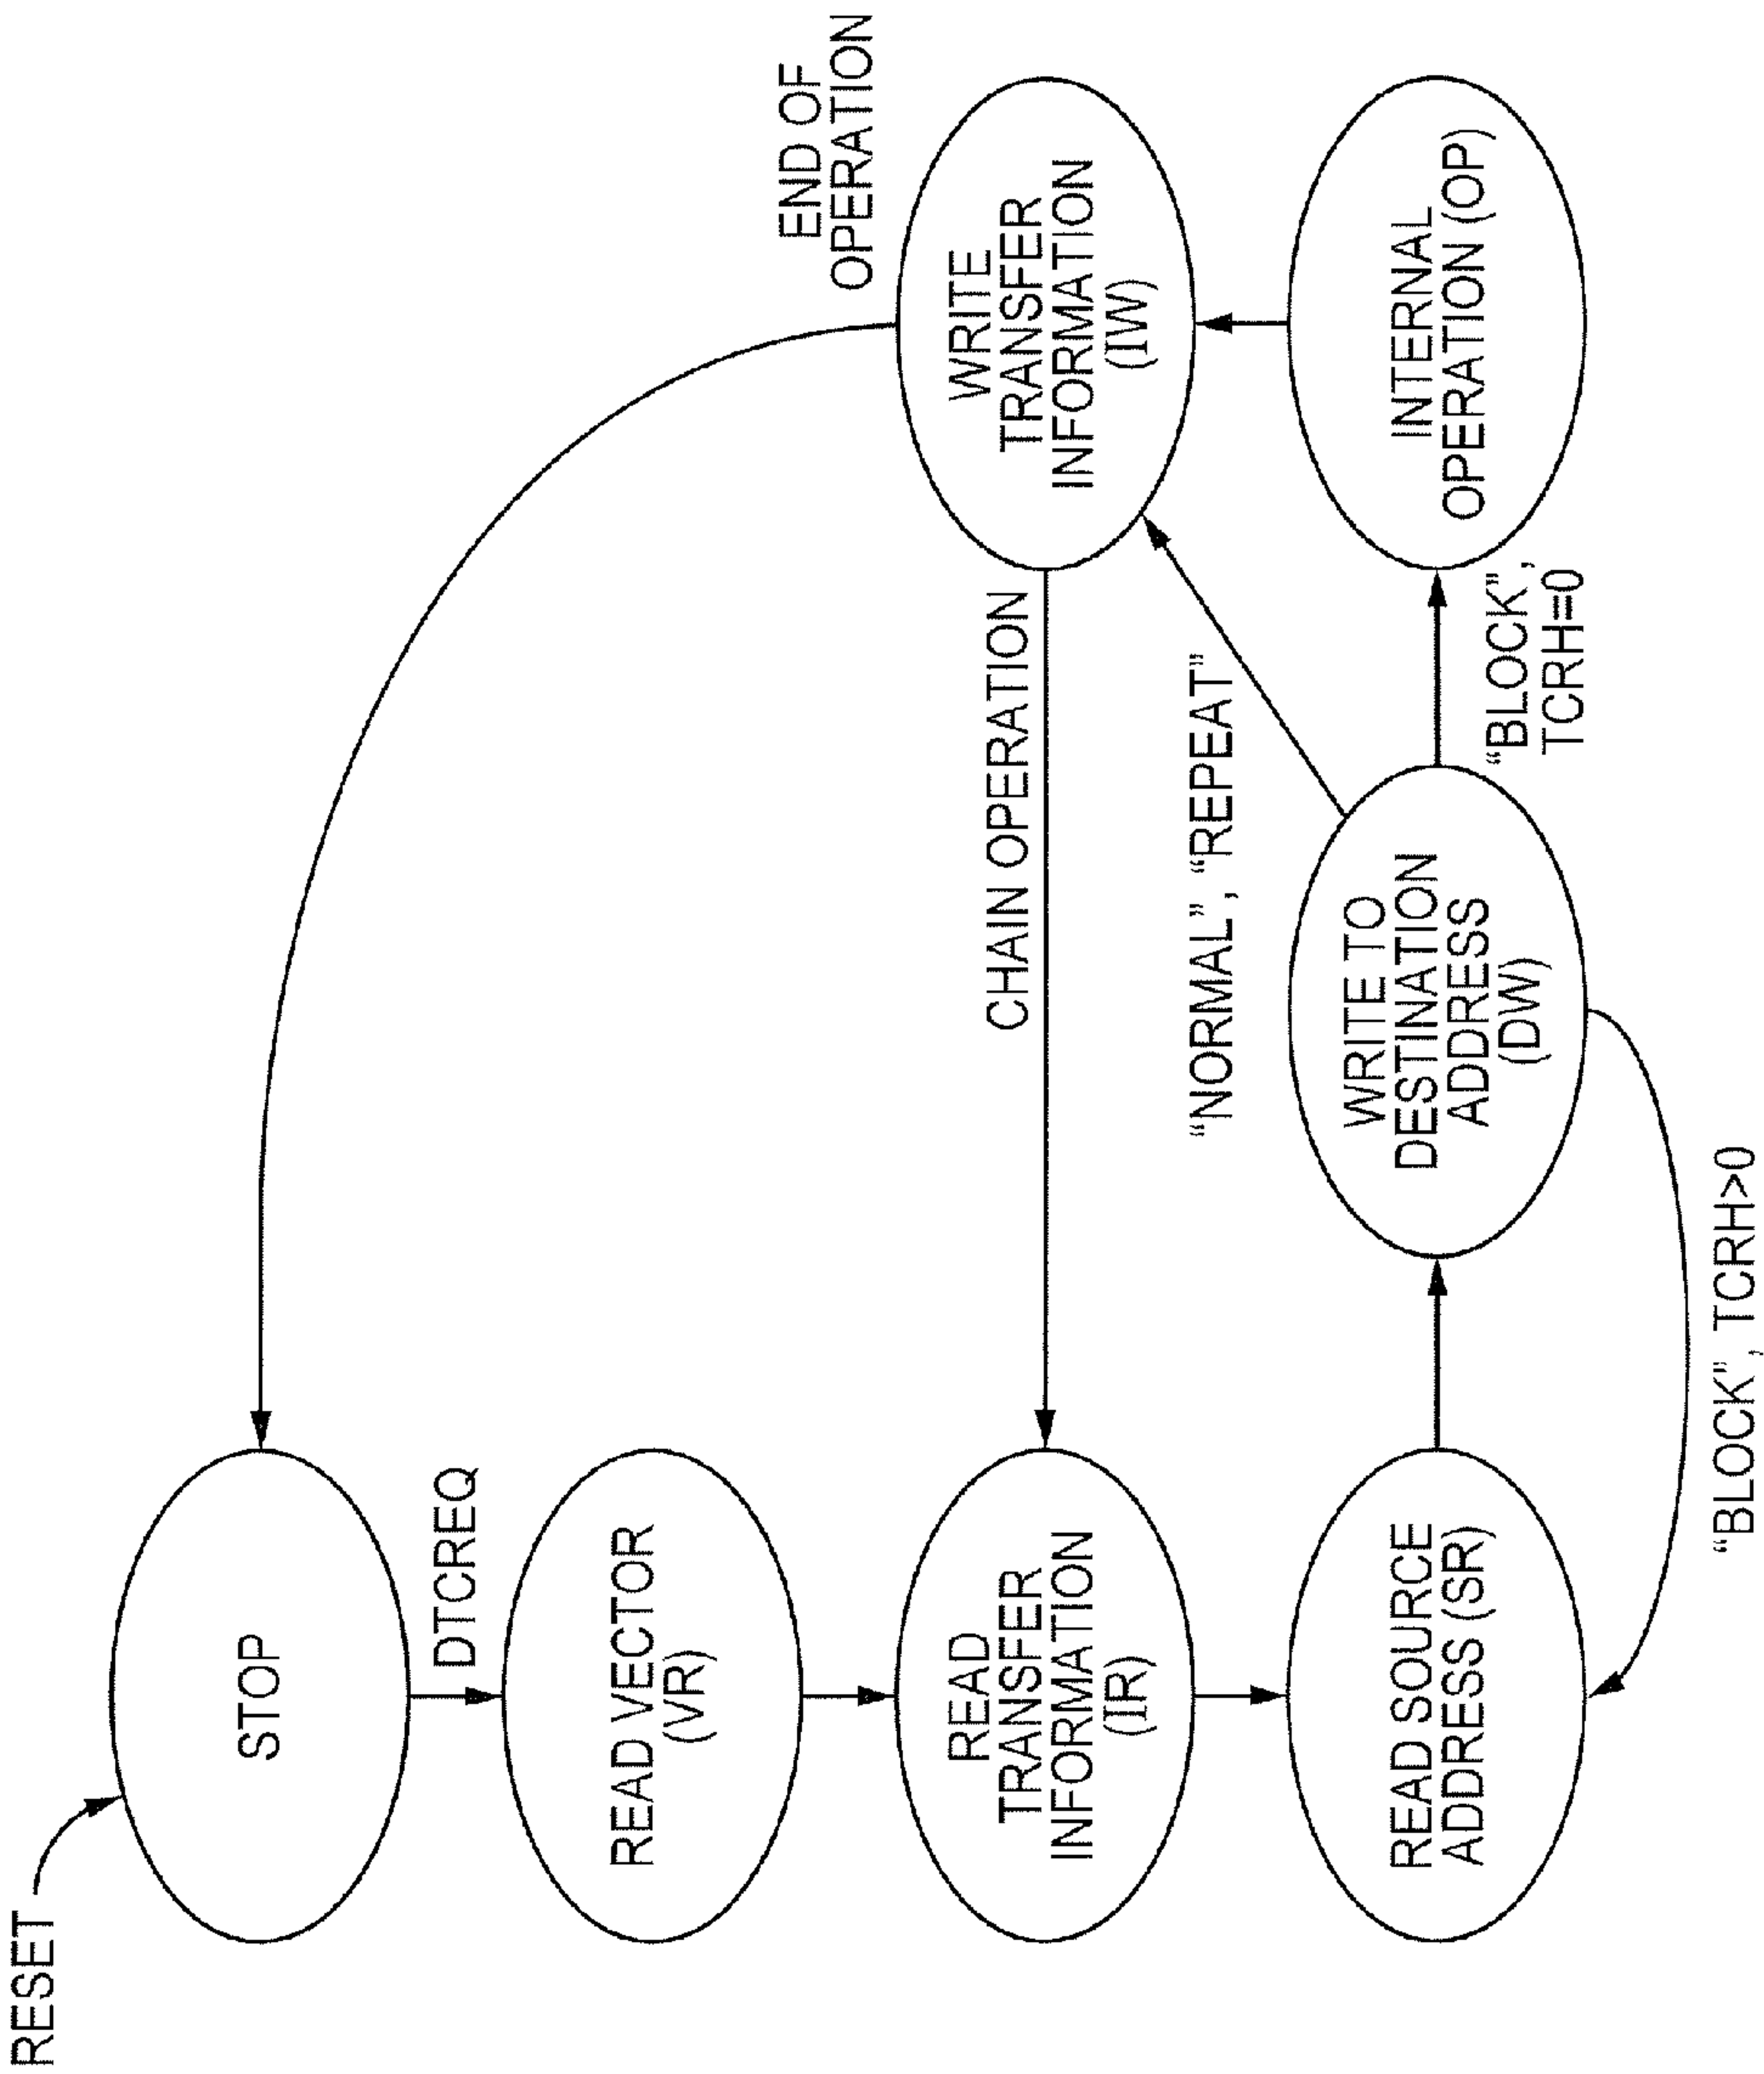 RESET
STOP
DTCREQ
READ VECTOR
(VR)
READ
TRANSFER
INFORMATION
(IR)
READ SOURCE
ADDRESS (SR)
"BLOCK", TCRH>0
WRITE TO
DESTINATION
ADDRESS
(DW)
"NORMAL", "REPEAT"
"BLOCK",
TCRH=0
INTERNAL
OPERATION (OP)
WRITE
TRANSFER
INFORMATION
(IW)
CHAIN OPERATION
END OF
OPERATION